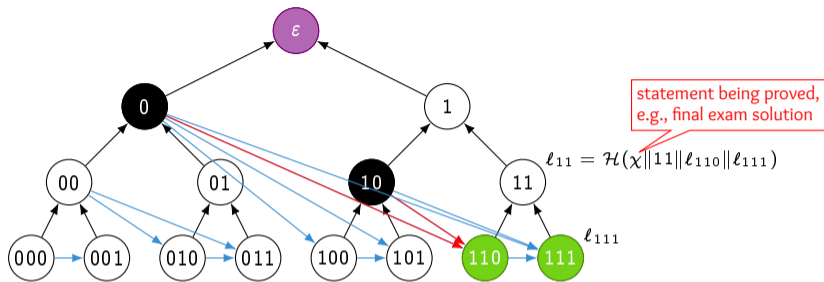 ε
0
1
statement being proved,
e.g., final exam solution
00
01
10
11
ℓ₁₁ = ℋ(χ‖11‖ℓ₁₁₀‖ℓ₁₁₁)
000
001
010
011
100
101
110
111
ℓ₁₁₁